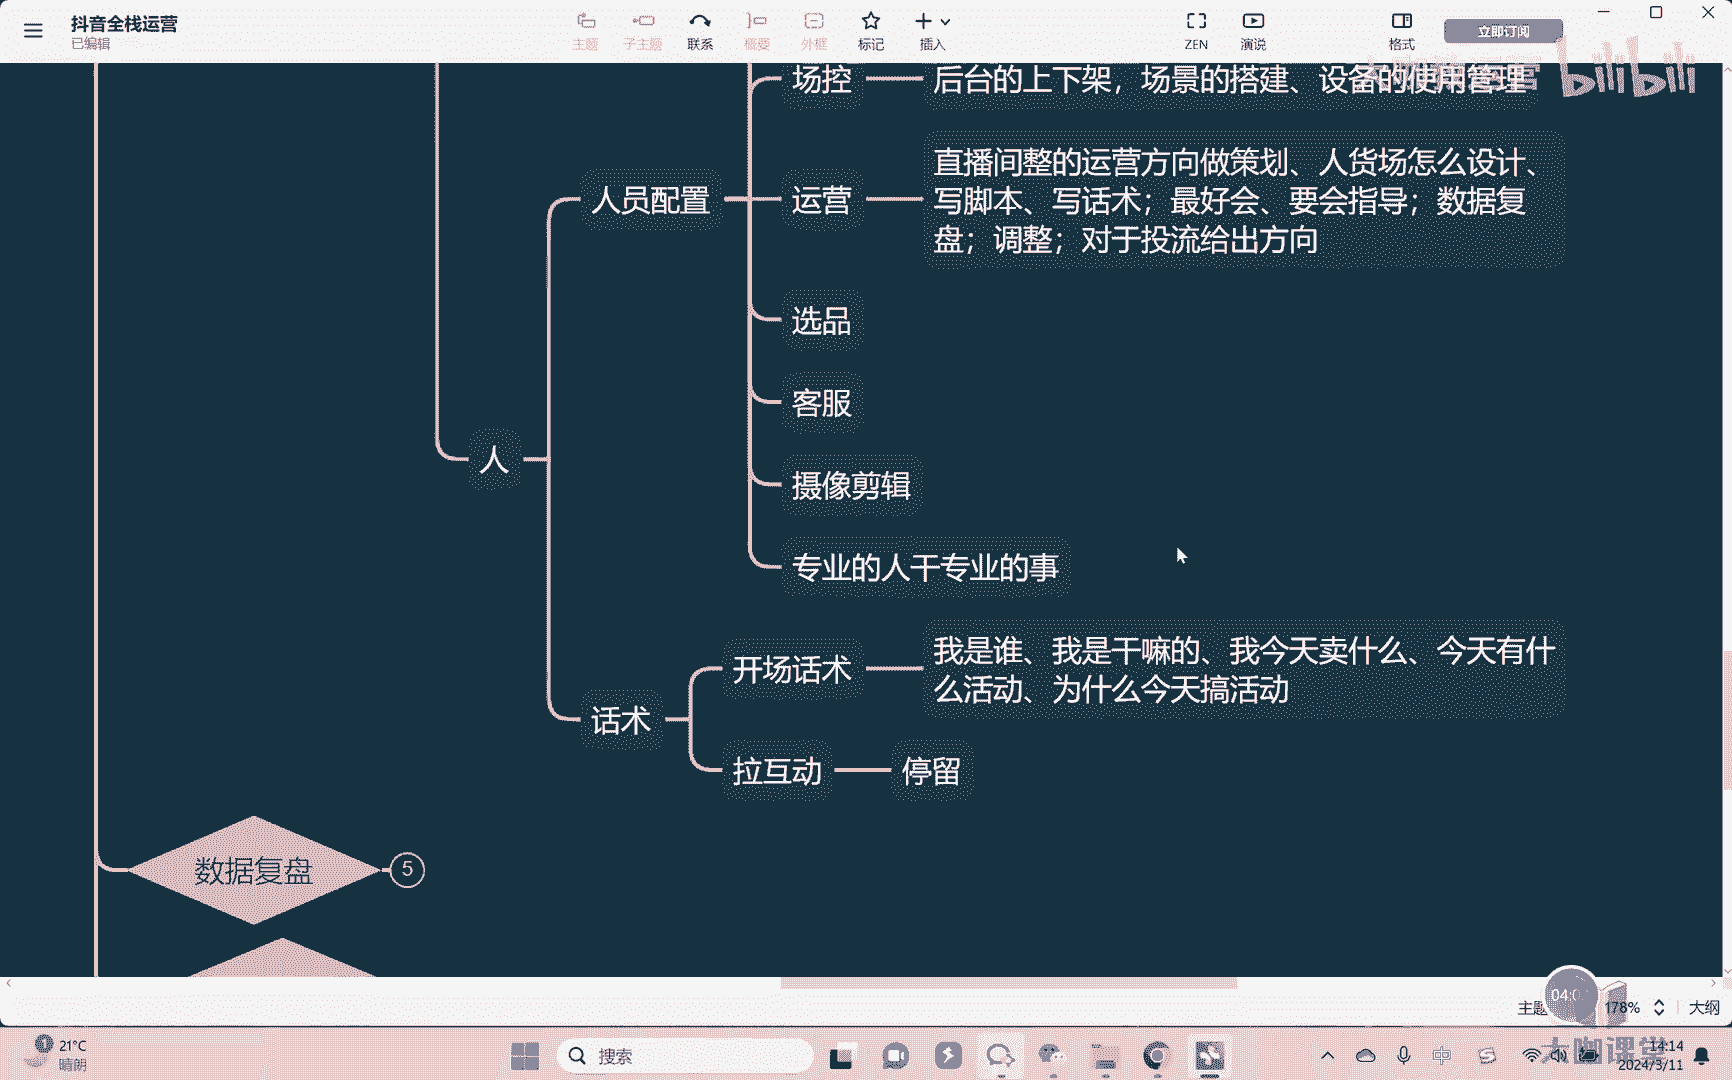 抖音全栈运营
已编辑
主题
子主题
联系
概要
外框
标记
插入
ZEN
演说
格式
立即订阅
bilibili
场控
后台的上下架，场景的搭建、设备的使用管理
人员配置
运营
直播间整的运营方向做策划、人货场怎么设计、
写脚本、写话术；最好会、要会指导；数据复
盘；调整；对于投流给出方向
选品
客服
人
摄像剪辑
专业的人干专业的事
话术
开场话术
我是谁、我是干嘛的、我今天卖什么、今天有什
么活动、为什么今天搞活动
拉互动
停留
数据复盘
5
04:0
178%
大纲
1
21°C
晴朗
搜索
中
14:14
2024/3/11
大咖课堂